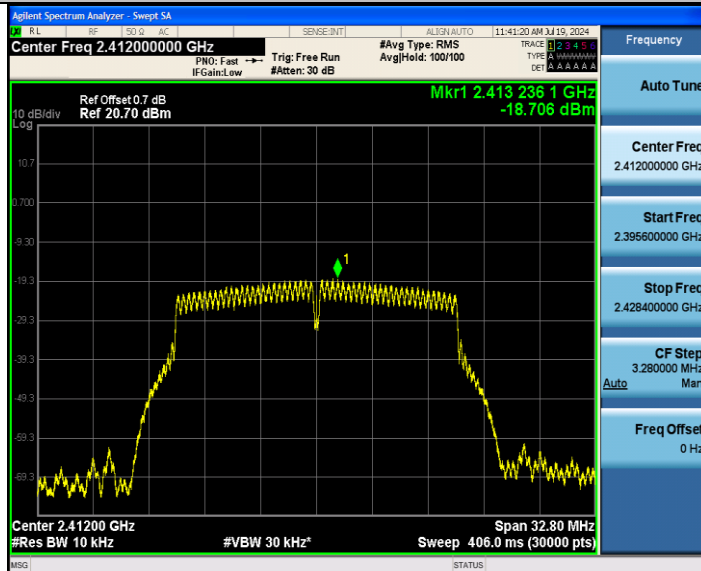 Agilent Spectrum Analyzer - Swept SA
RL RF 50 Ω AC SENSE:INT ALIGN AUTO 11:41:20 AM Jul 19, 2024
Center Freq 2.412000000 GHz
PNO: Fast
IFGain:Low
Trig: Free Run
#Atten: 30 dB
#Avg Type: RMS
Avg|Hold: 100/100
TRACE 1 2 3 4 5 6
TYPE A
DET A A A A A A
Ref Offset 0.7 dB
Ref 20.70 dBm
10 dB/div
Log
Mkr1 2.413 236 1 GHz
-18.706 dBm
10.7
0.700
-9.30
-19.3
-29.3
-39.3
-49.3
-59.3
-69.3
1
Center 2.41200 GHz
Span 32.80 MHz
#Res BW 10 kHz
#VBW 30 kHz*
Sweep 406.0 ms (30000 pts)
MSG
STATUS
Frequency
Auto Tune
Center Freq
2.412000000 GHz
Start Freq
2.395600000 GHz
Stop Freq
2.428400000 GHz
CF Step
3.280000 MHz
Auto Man
Freq Offset
0 Hz